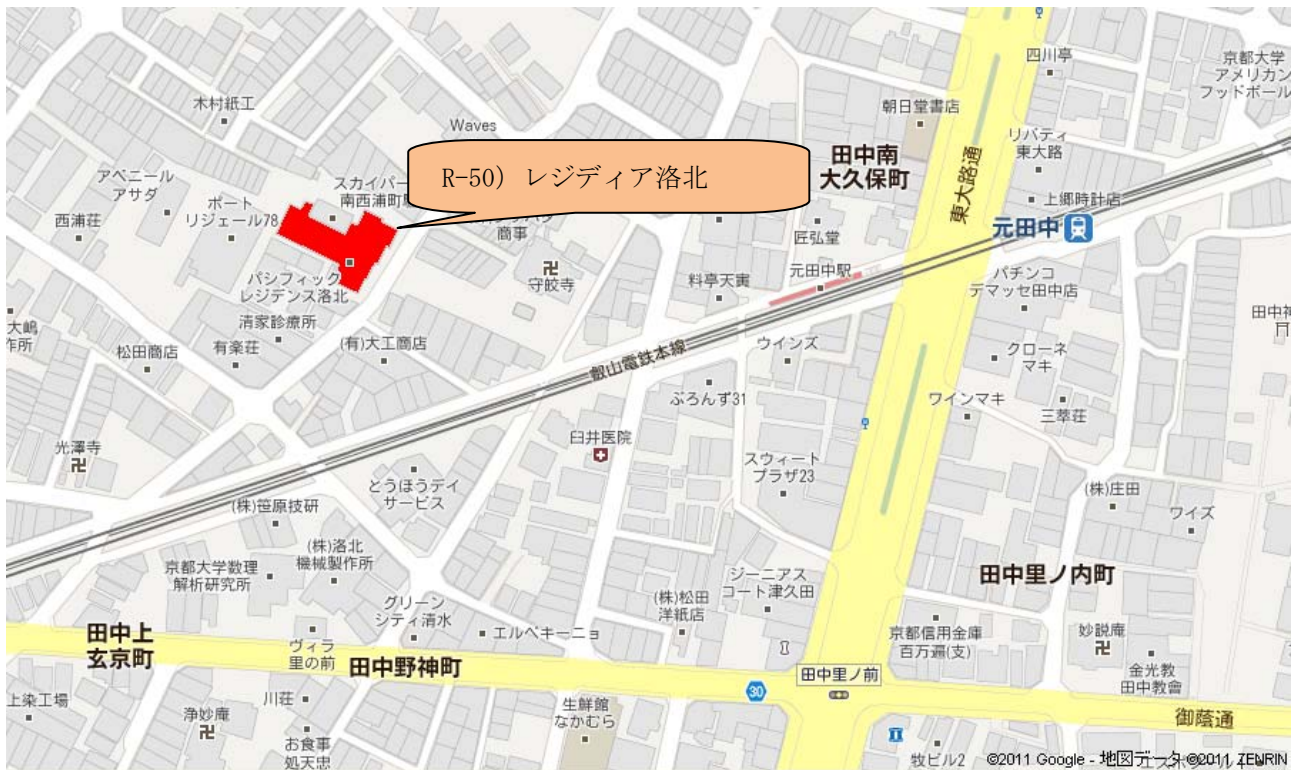 四川亭
京都大学
アメリカン
フットボール
木村紙工
朝日堂書店
Waves
リバティ
東大路
田中南
大久保町
東大路通
R-50) レジディア洛北
アベニール
アサダ
スカイパー
南西浦町
ポート
リジェール78
西浦荘
上郷時計店
元田中
商事
匠弘堂
守皎寺
元田中駅
料亭天寅
パチンコ
デマッセ田中店
パシフィック
レジデンス洛北
清家診療所
大嶋
作所
松田商店
有楽荘
(有)大工商店
叡山電鉄本線
ウインズ
クローネ
マキ
ぷろんず31
ワインマキ
三萃荘
臼井医院
光澤寺
とうほうデイ
サービス
スウィート
プラザ23
(株)笹原技研
(株)庄田
ワイズ
(株)洛北
機械製作所
京都大学数理
解析研究所
ジーニアス
コート津久田
田中里ノ内町
(株)松田
洋紙店
グリーン
シティ清水
エルベキーニョ
京都信用金庫
百万遍(支)
妙説庵
田中上
玄京町
ヴィラ
里の前
田中野神町
田中里ノ前
金光教
田中教會
30
上染工場
川荘
浄妙庵
生鮮館
なかむら
御蔭通
お食事
処天忠
牧ビル2
©2011 Google - 地図データ ©2011 ZENRIN